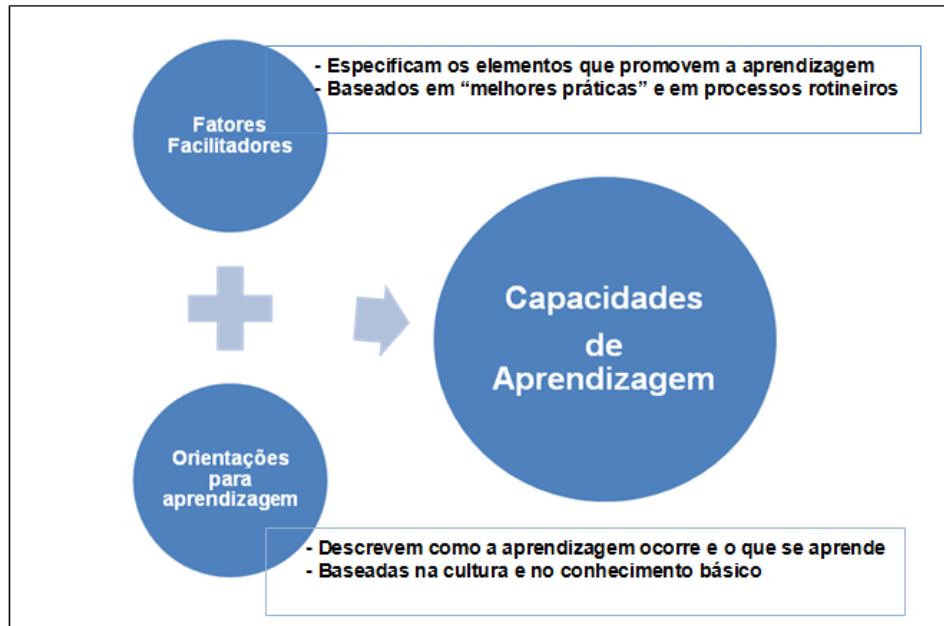 - Especificam os elementos que promovem a aprendizagem
- Baseados em “melhores práticas” e em processos rotineiros
Fatores
Facilitadores
Capacidades
de
Aprendizagem
Orientações
para
aprendizagem
- Descrevem como a aprendizagem ocorre e o que se aprende
- Baseadas na cultura e no conhecimento básico